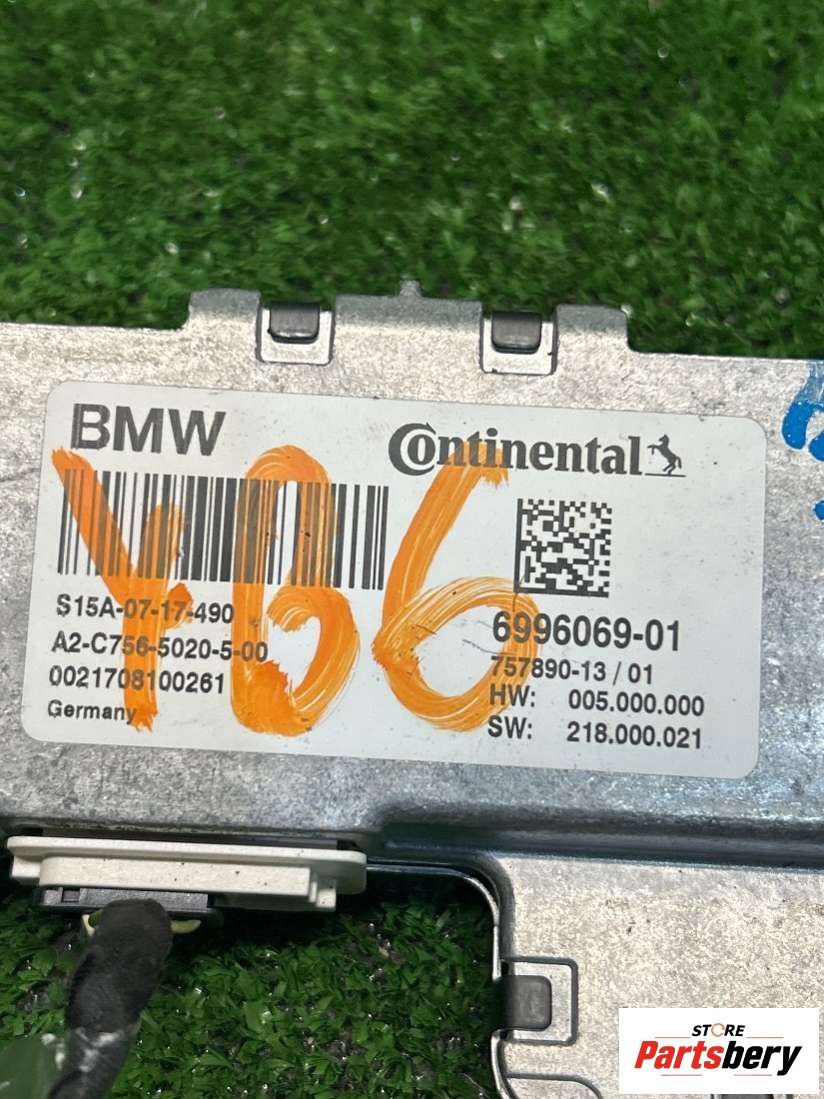 BMW
Continental
Y66
S15A-07-17-490
A2-C756-5020-5-00
0021708100261
Germany
6996069-01
757890-13 / 01
HW: 005.000.000
SW: 218.000.021
STORE
Partsbery